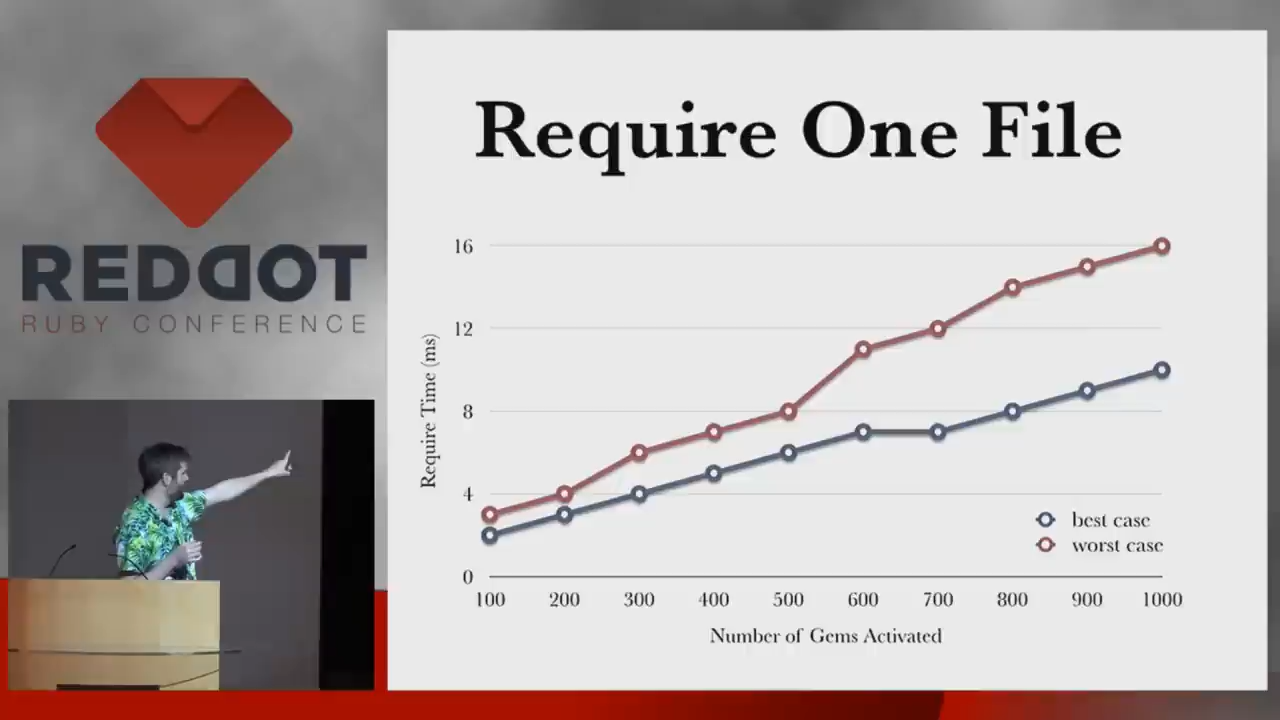 REDDOT
RUBY CONFERENCE
Require One File
16
12
8
4
0
Require Time (ms)
100 200 300 400 500 600 700 800 900 1000
Number of Gems Activated
best case
worst case